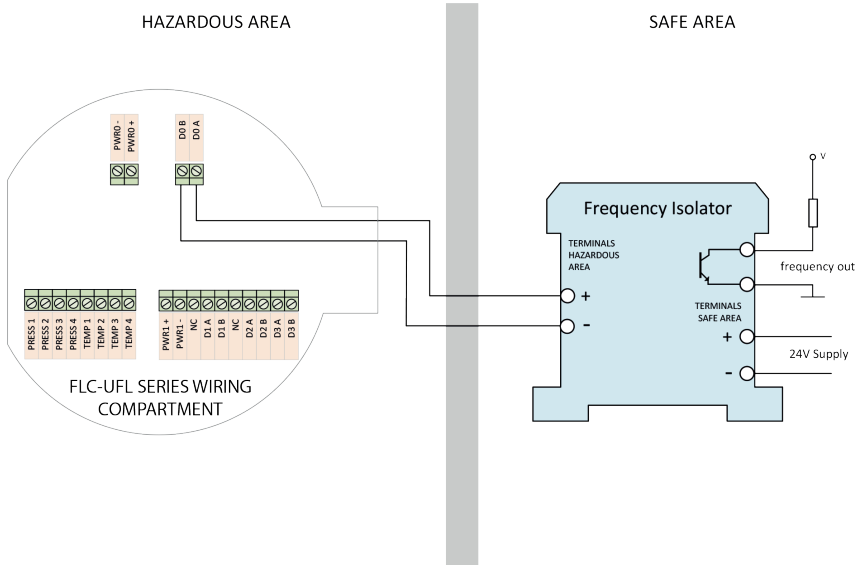 HAZARDOUS AREA
SAFE AREA
PWR0 -
PWR0 +
D0 B
D0 A
V
Frequency Isolator
TERMINALS
HAZARDOUS
AREA
frequency out
+
-
TERMINALS
SAFE AREA
+
24V Supply
-
PRESS 1
PRESS 2
PRESS 3
PRESS 4
TEMP 1
TEMP 2
TEMP 3
TEMP 4
PWR1 +
PWR1 -
NC
D1 A
D1 B
NC
D2 A
D2 B
D3 A
D3 B
FLC-UFL SERIES WIRING
COMPARTMENT